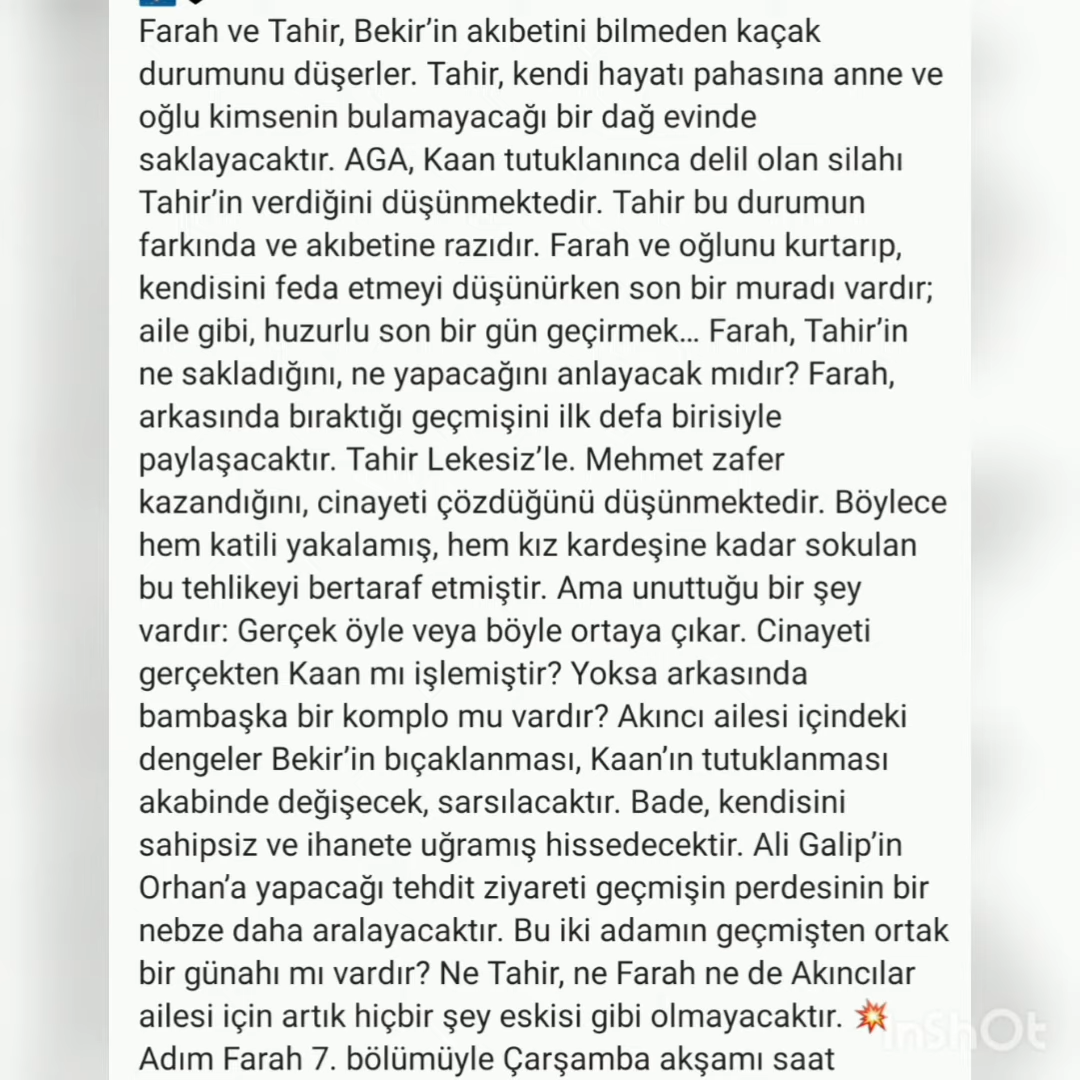 Farah ve Tahir, Bekir’in akıbetini bilmeden kaçak
durumunu düşerler. Tahir, kendi hayatı pahasına anne ve
oğlu kimsenin bulamayacağı bir dağ evinde
saklayacaktır. AGA, Kaan tutuklanınca delil olan silahı
Tahir’in verdiğini düşünmektedir. Tahir bu durumun
farkında ve akıbetine razıdır. Farah ve oğlunu kurtarıp,
kendisini feda etmeyi düşünürken son bir muradı vardır;
aile gibi, huzurlu son bir gün geçirmek... Farah, Tahir’in
ne sakladığını, ne yapacağını anlayacak mıdır? Farah,
arkasında bıraktığı geçmişini ilk defa birisiyle
paylaşacaktır. Tahir Lekesiz’le. Mehmet zafer
kazandığını, cinayeti çözdüğünü düşünmektedir. Böylece
hem katili yakalamış, hem kız kardeşine kadar sokulan
bu tehlikeyi bertaraf etmiştir. Ama unuttuğu bir şey
vardır: Gerçek öyle veya böyle ortaya çıkar. Cinayeti
gerçekten Kaan mı işlemiştir? Yoksa arkasında
bambaşka bir komplo mu vardır? Akıncı ailesi içindeki
dengeler Bekir’in bıçaklanması, Kaan’ın tutuklanması
akabinde değişecek, sarsılacaktır. Bade, kendisini
sahipsiz ve ihanete uğramış hissedecektir. Ali Galip’in
Orhan’a yapacağı tehdit ziyareti geçmişin perdesinin bir
nebze daha aralayacaktır. Bu iki adamın geçmişten ortak
bir günahı mı vardır? Ne Tahir, ne Farah ne de Akıncılar
ailesi için artık hiçbir şey eskisi gibi olmayacaktır. 💥
InShOt
Adım Farah 7. bölümüyle Çarşamba akşamı saat